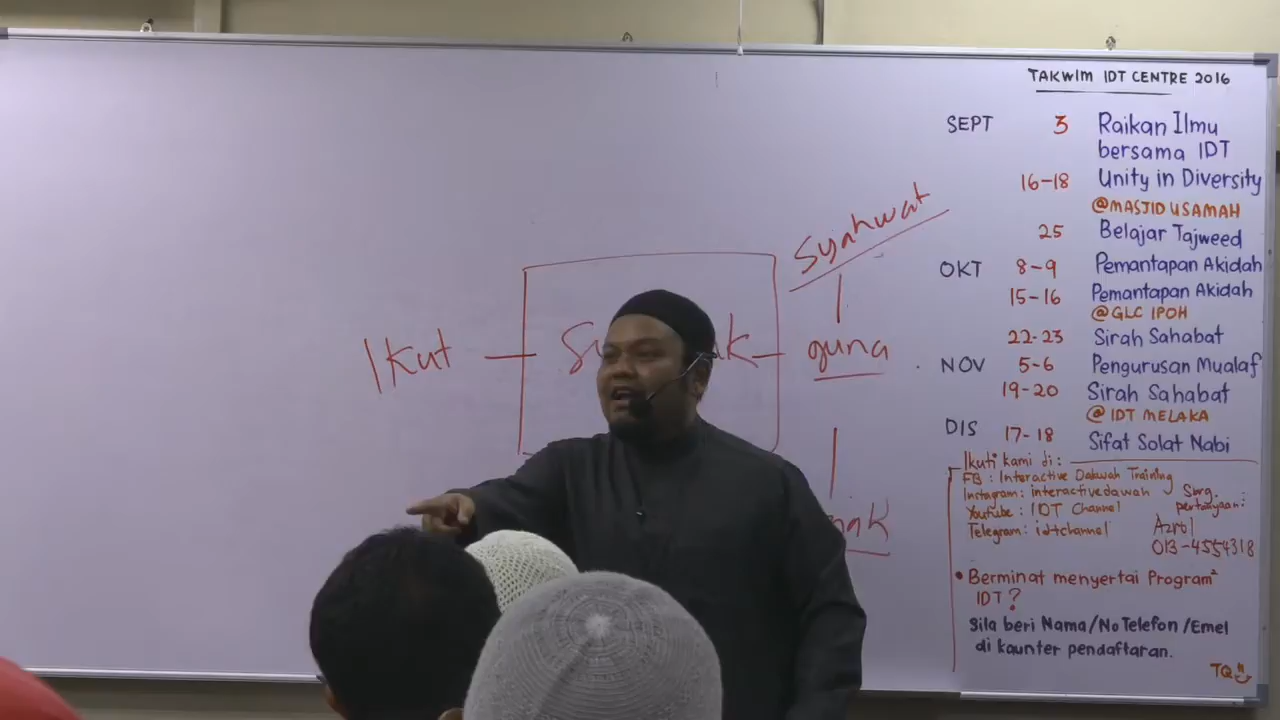 TAKWIM IDT CENTRE 2016
SEPT 3 Raikan Ilmu
bersama IDT
16-18 Unity in Diversity
@MASJID USAMAH
25 Belajar Tajweed
OKT 8-9 Pemantapan Akidah
15-16 Pemantapan Akidah
@GLC IPOH
22-23 Sirah Sahabat
NOV 5-6 Pengurusan Mualaf
19-20 Sirah Sahabat
@ IDT MELAKA
DIS 17-18 Sifat Solat Nabi
Ikuti kami di:
FB : Interactive Dakwah Training
Instagram: interactivedawah
Youtube : IDT Channel
Telegram: idtchannel
Sbrg.
pertanyaan:
Azrol
013-4554318
• Berminat menyertai Program²
IDT?
Sila beri Nama/No Telefon/Emel
di kaunter pendaftaran.
TQ
Syahwat
Ikut
guna